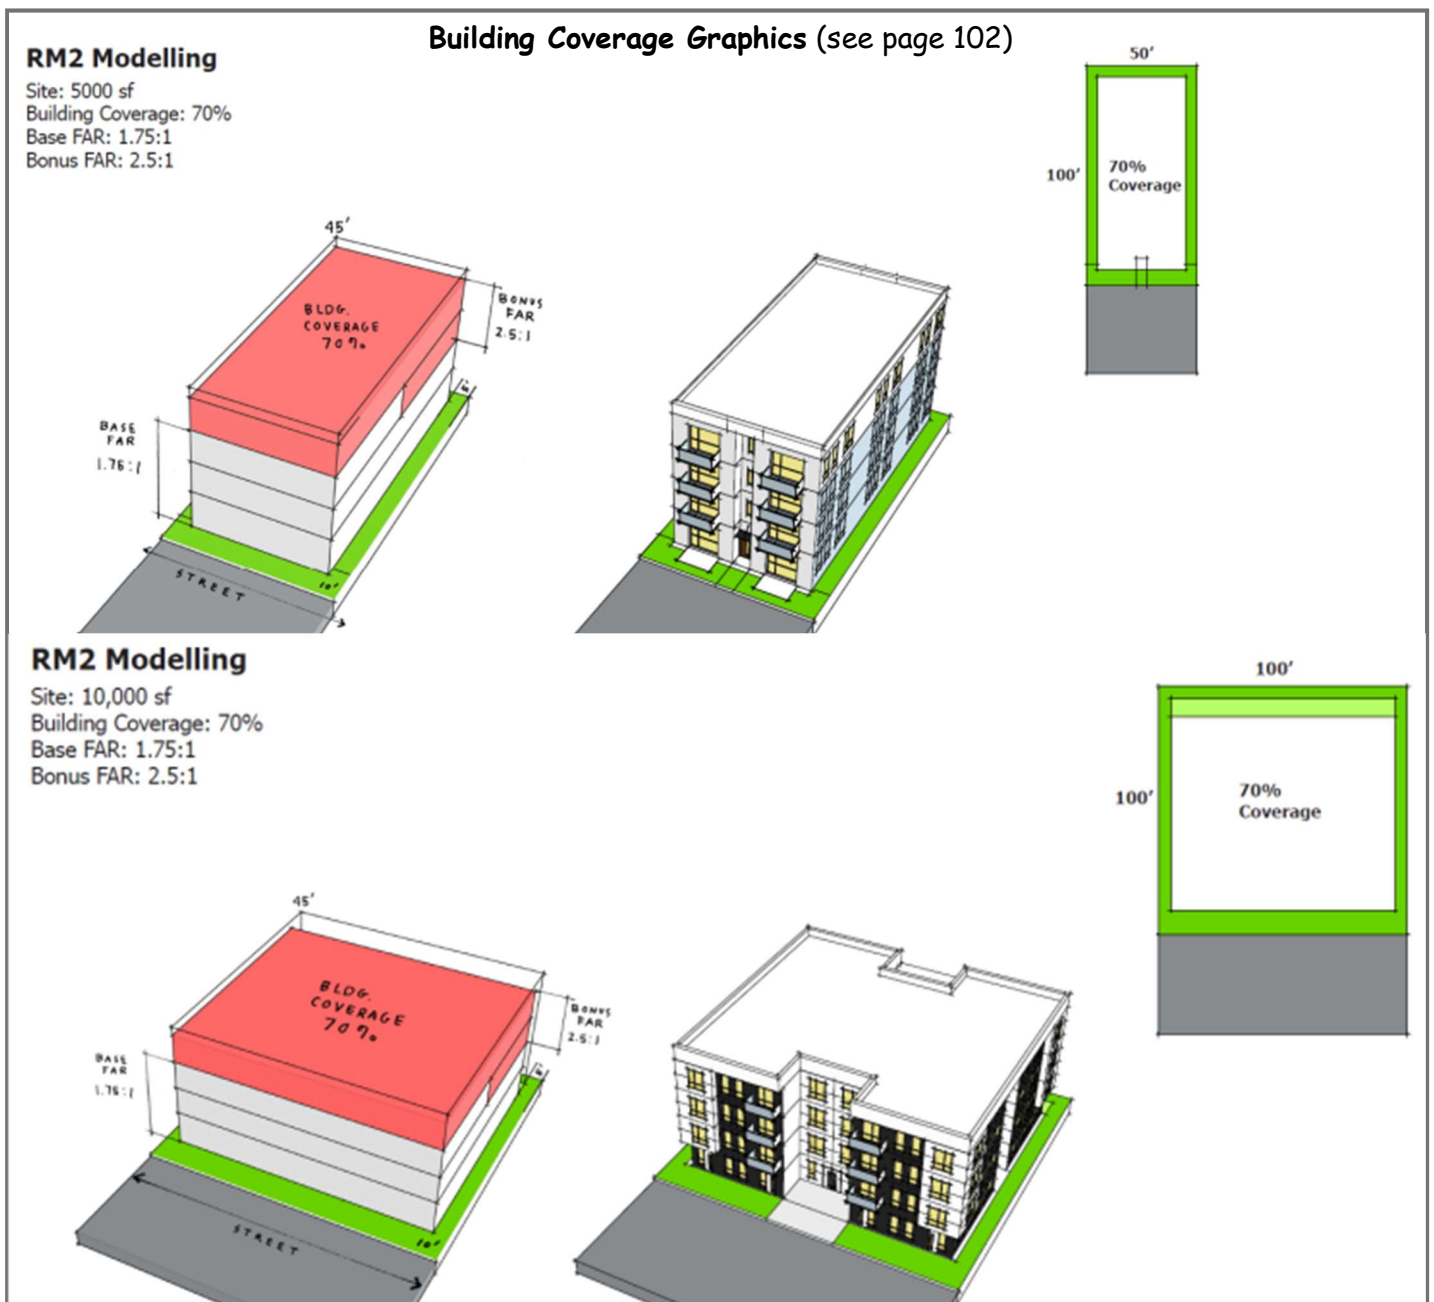 Building Coverage Graphics (see page 102)
RM2 Modelling
Site: 5000 sf
Building Coverage: 70%
Base FAR: 1.75:1
Bonus FAR: 2.5:1
50'
100'
70%
Coverage
45'
BLDG.
COVERAGE
70%
BONUS
FAR
2.5:1
5'
BASE
FAR
1.75:1
STREET
10'
RM2 Modelling
Site: 10,000 sf
Building Coverage: 70%
Base FAR: 1.75:1
Bonus FAR: 2.5:1
100'
100'
70%
Coverage
45'
BLDG.
COVERAGE
70%
BONUS
FAR
2.5:1
BASE
FAR
1.75:1
STREET
10'